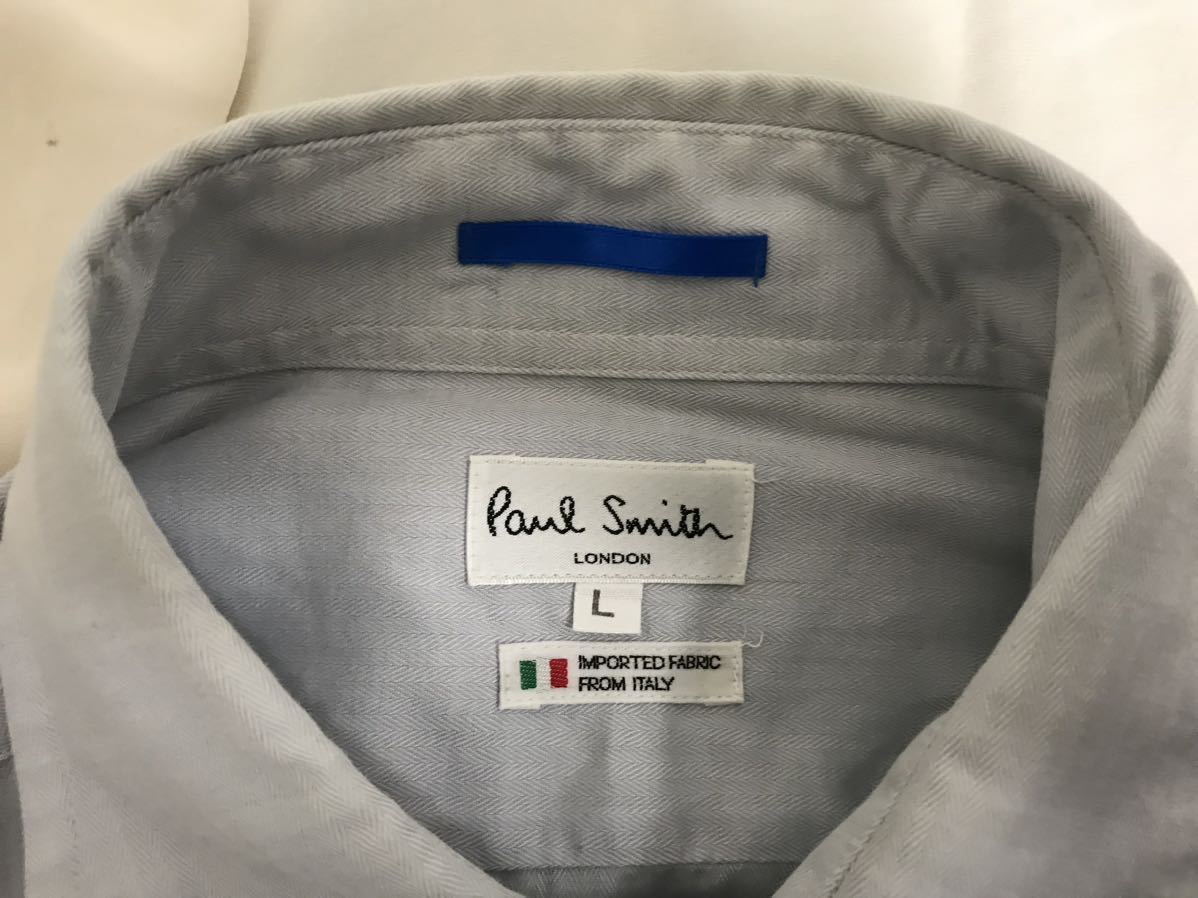 Paul Smith
LONDON
L
IMPORTED FABRIC
FROM ITALY